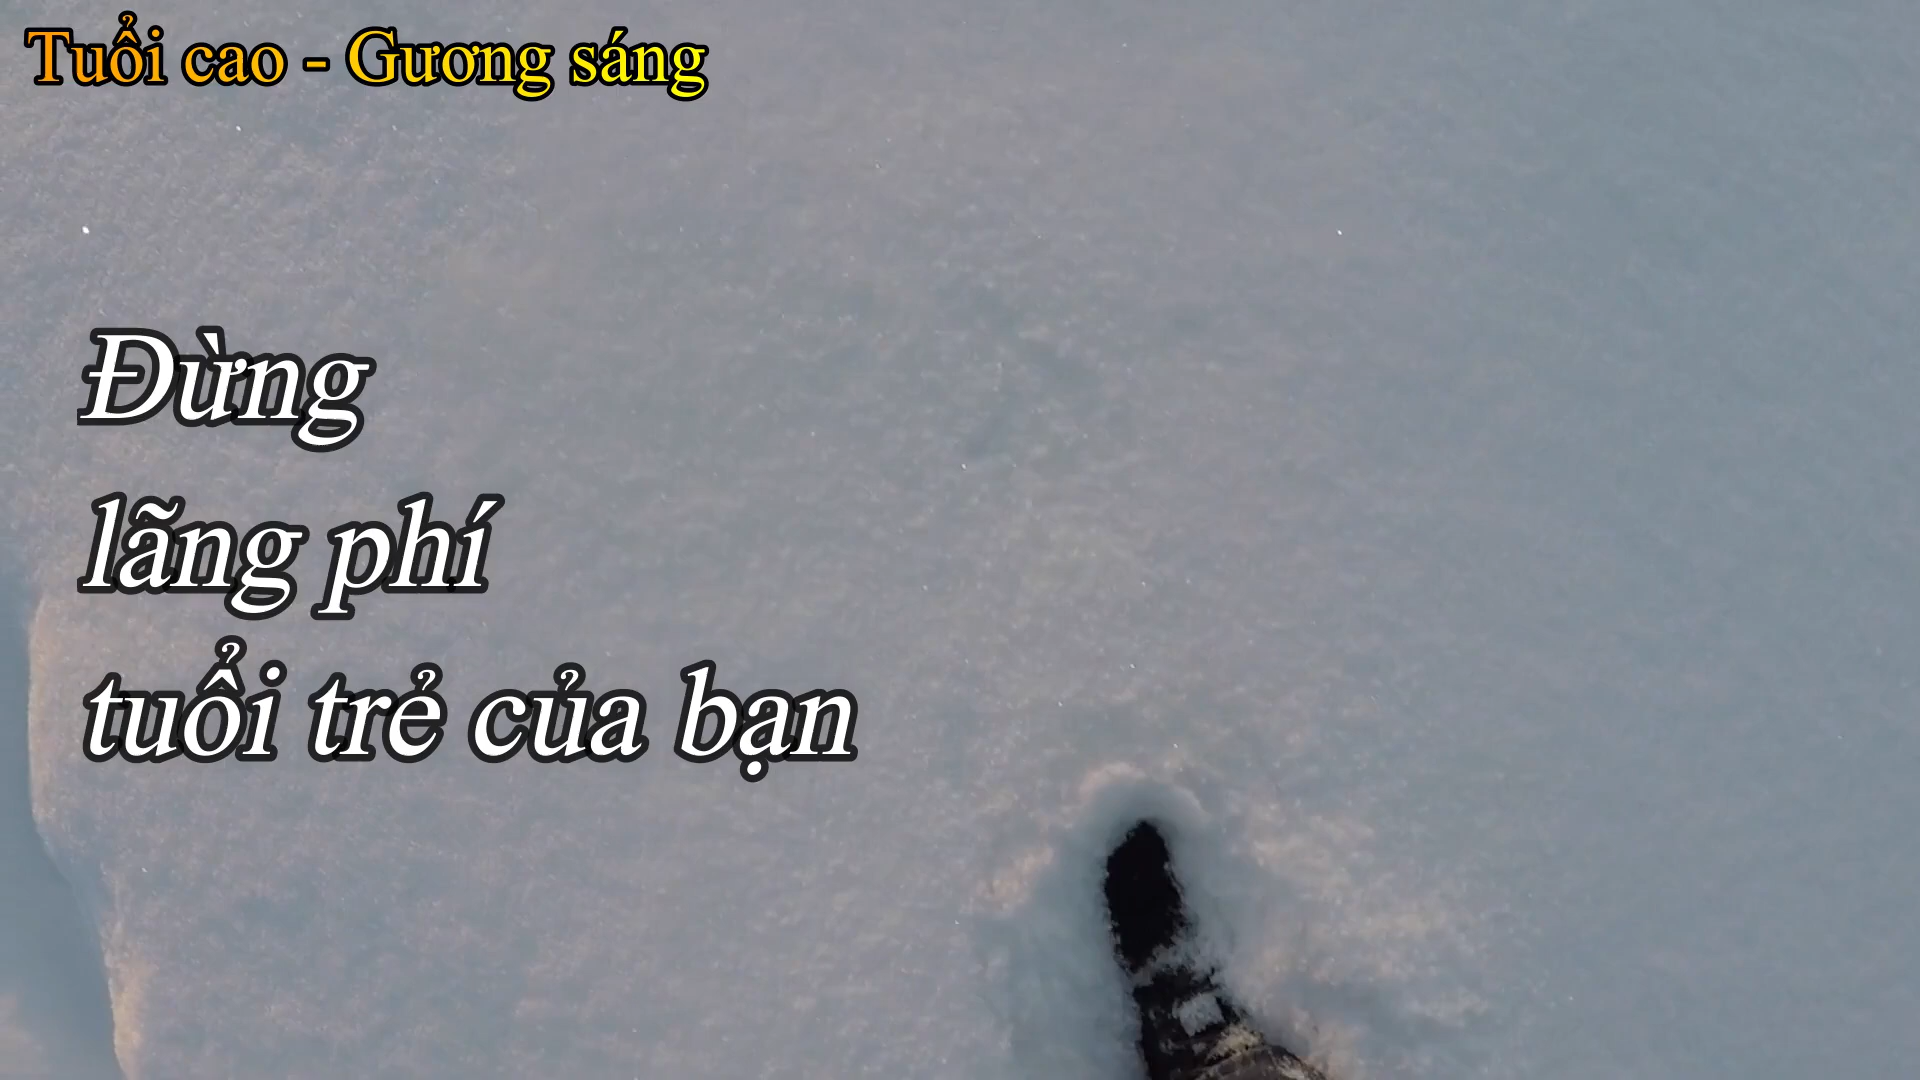 Tuổi cao - Gương sáng
Đừng
lãng phí
tuổi trẻ của bạn